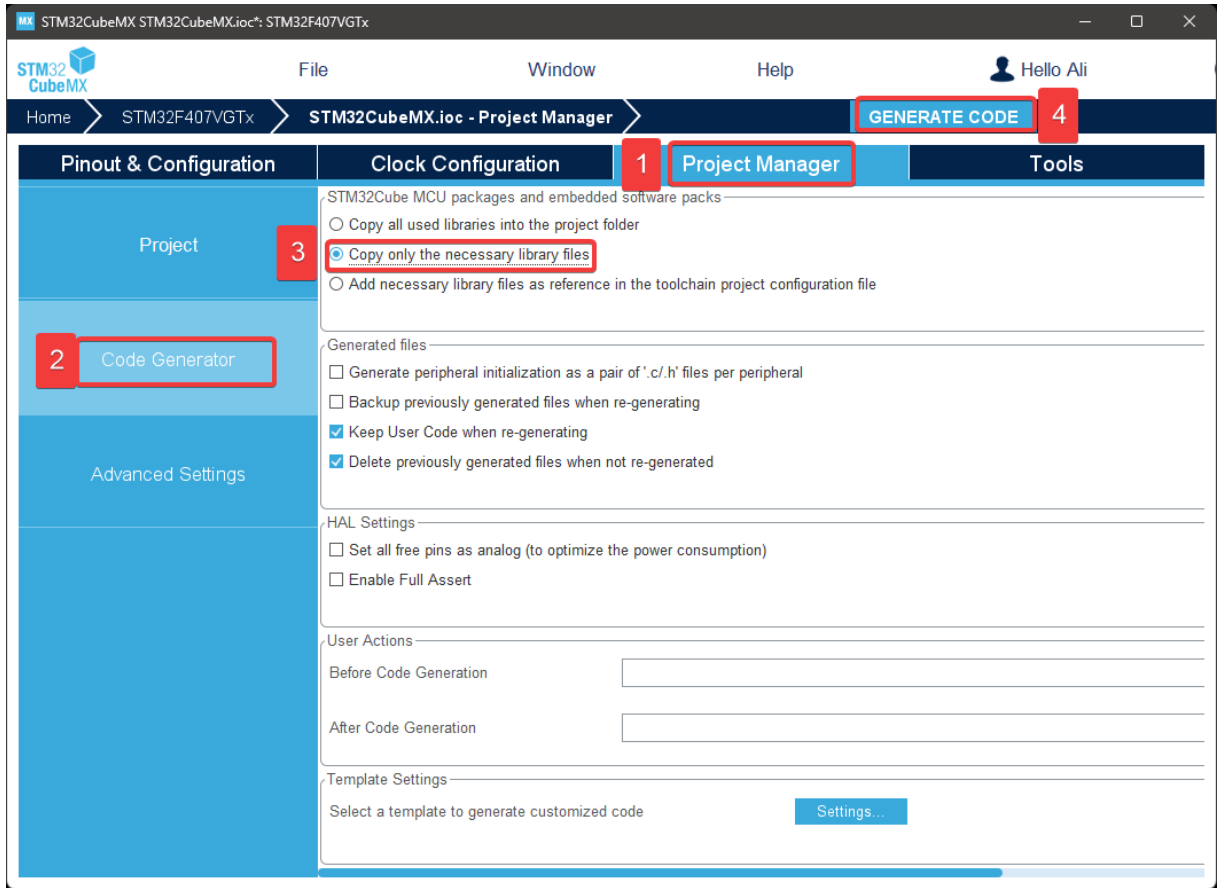 MX STM32CubeMX STM32CubeMX.ioc*: STM32F407VGTx
STM32 CubeMX
File Window Help Hello Ali
Home STM32F407VGTx STM32CubeMX.ioc - Project Manager GENERATE CODE 4
Pinout & Configuration Clock Configuration 1 Project Manager Tools
STM32Cube MCU packages and embedded software packs
Copy all used libraries into the project folder
Project
3 Copy only the necessary library files
Add necessary library files as reference in the toolchain project configuration file
Generated files
2 Code Generator
Generate peripheral initialization as a pair of '.c/.h' files per peripheral
Backup previously generated files when re-generating
Keep User Code when re-generating
Delete previously generated files when not re-generated
Advanced Settings
HAL Settings
Set all free pins as analog (to optimize the power consumption)
Enable Full Assert
User Actions
Before Code Generation
After Code Generation
Template Settings
Select a template to generate customized code Settings...